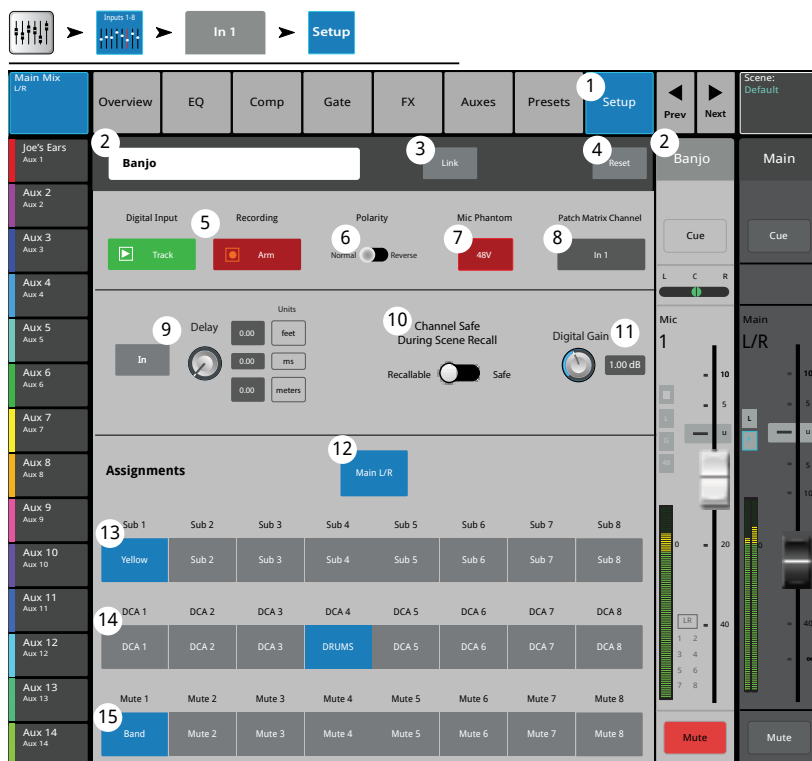 Inputs 1-8
In 1
Setup
Main Mix
L/R
Overview
EQ
Comp
Gate
FX
Auxes
Presets
1
Setup
Prev
Next
Scene:
Default
Joe's Ears
Aux 1
Aux 2
Aux 2
Aux 3
Aux 3
Aux 4
Aux 4
Aux 5
Aux 5
Aux 6
Aux 6
Aux 7
Aux 7
Aux 8
Aux 8
Aux 9
Aux 9
Aux 10
Aux 10
Aux 11
Aux 11
Aux 12
Aux 12
Aux 13
Aux 13
Aux 14
Aux 14
2
Banjo
3
Link
4
Reset
Digital Input
5
Recording
Polarity
Mic Phantom
Patch Matrix Channel
Track
Arm
6
Normal
Reverse
7
48V
8
In 1
9
In
Delay
Units
0.00
feet
0.00
ms
0.00
meters
10
Channel Safe
During Scene Recall
Recallable
Safe
Digital Gain
11
1.00 dB
12
Assignments
Main L/R
13
Sub 1
Sub 2
Sub 3
Sub 4
Sub 5
Sub 6
Sub 7
Sub 8
Yellow
Sub 2
Sub 3
Sub 4
Sub 5
Sub 6
Sub 7
Sub 8
14
DCA 1
DCA 2
DCA 3
DCA 4
DCA 5
DCA 6
DCA 7
DCA 8
DCA 1
DCA 2
DCA 3
DRUMS
DCA 5
DCA 6
DCA 7
DCA 8
Mute 1
Mute 2
Mute 3
Mute 4
Mute 5
Mute 6
Mute 7
Mute 8
15
Band
Mute 2
Mute 3
Mute 4
Mute 5
Mute 6
Mute 7
Mute 8
2
Banjo
Cue
L C R
Mic
1
10
5
L
G
48
U
0
20
LR
40
1 2
3 4
5 6
7 8
Mute
Main
Cue
Main
L/R
10
5
L
U
5
10
0
20
40
∞
Mute